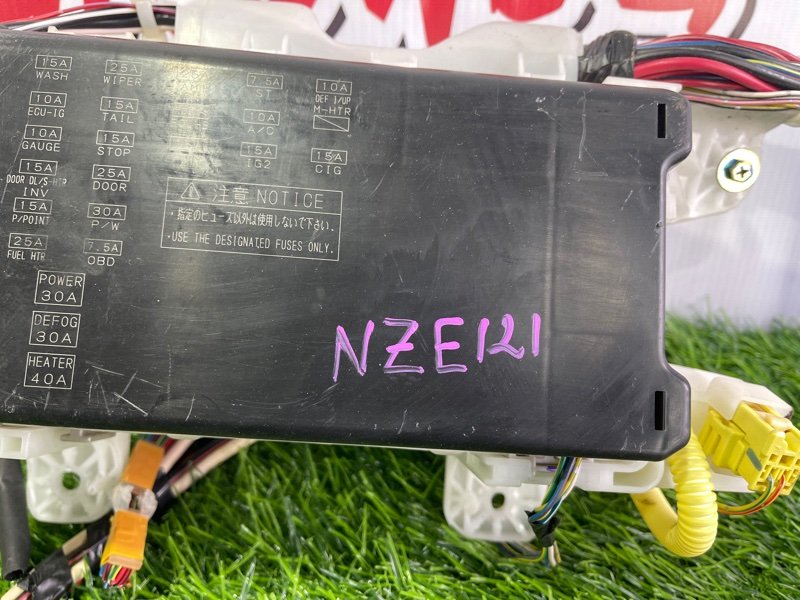 15A
WASH
25A
WIPER
7.5A
ST
10A
DEF I/UP
M-HTR
10A
ECU-IG
15A
TAIL
10A
A/C
10A
GAUGE
15A
STOP
15A
IG2
15A
CIG
15A
DOOR DL/S-HTR
INV
25A
DOOR
15A
P/POINT
30A
P/W
25A
FUEL HTR
7.5A
OBD
POWER
30A
DEFOG
30A
HEATER
40A
注意 NOTICE
・指定のヒューズ以外は使用しないで下さい.
・USE THE DESIGNATED FUSES ONLY.
NZE121